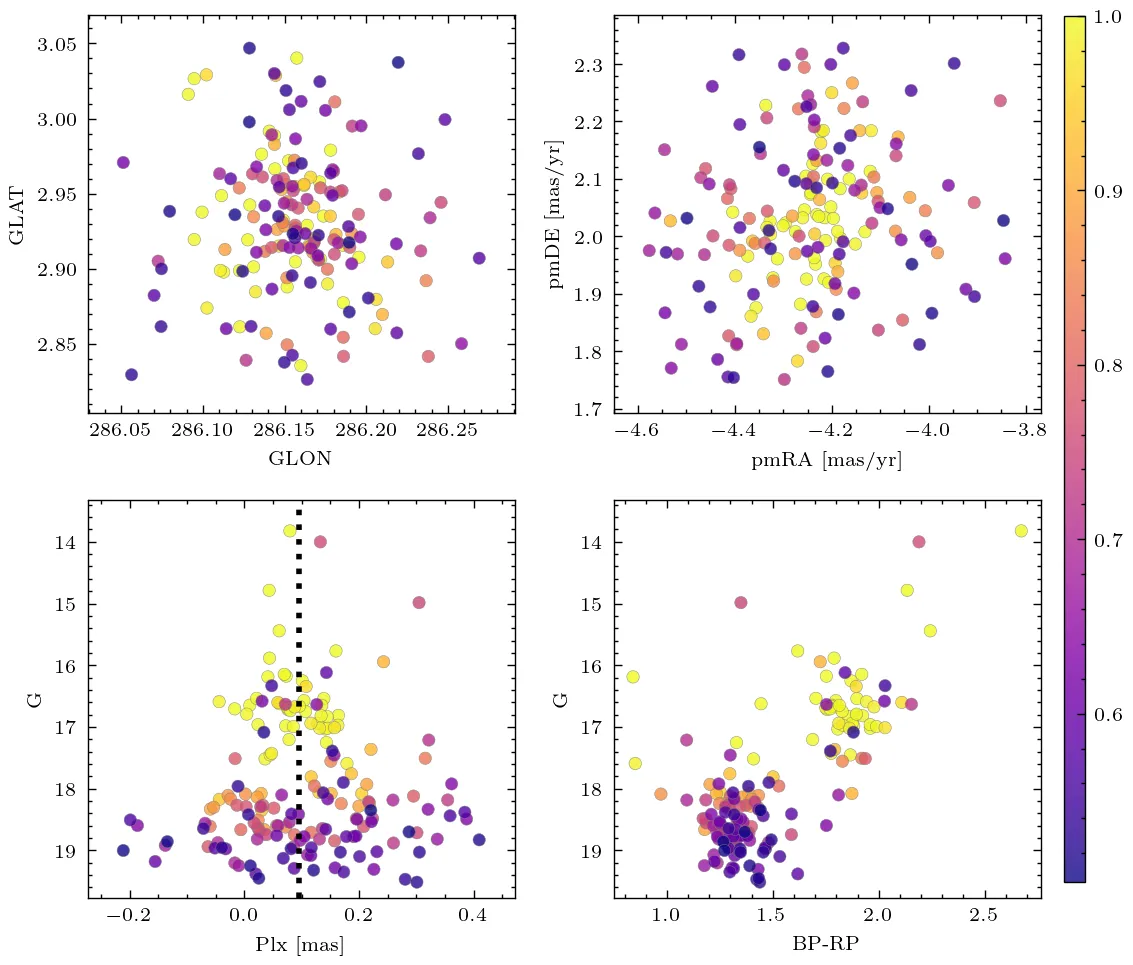 3.05
3.00
2.95
2.90
2.85
GLAT
286.05 286.10 286.15 286.20 286.25
GLON
2.3
2.2
2.1
2.0
1.9
1.8
1.7
pmDE [mas/yr]
−4.6 −4.4 −4.2 −4.0 −3.8
pmRA [mas/yr]
1.0
0.9
0.8
0.7
0.6
14
15
16
17
18
19
G
−0.2 0.0 0.2 0.4
Plx [mas]
14
15
16
17
18
19
G
1.0 1.5 2.0 2.5
BP-RP